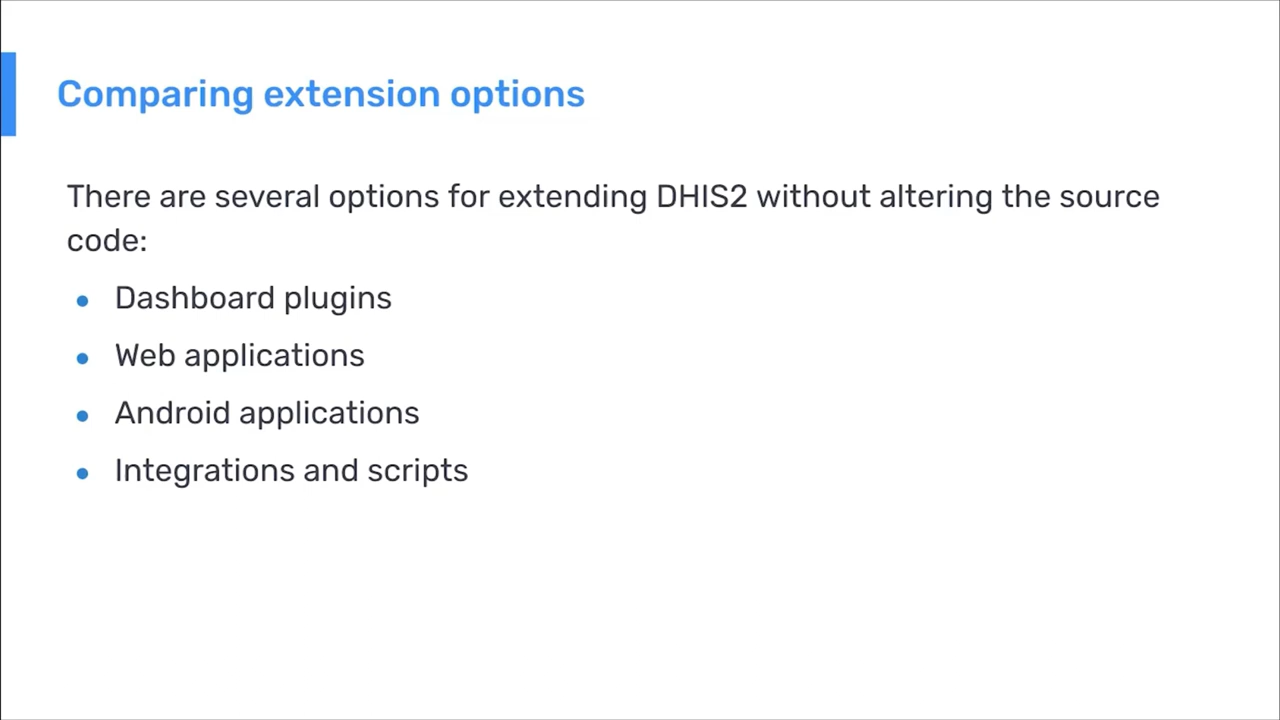 Comparing extension options
There are several options for extending DHIS2 without altering the source
code:
● Dashboard plugins
● Web applications
● Android applications
● Integrations and scripts